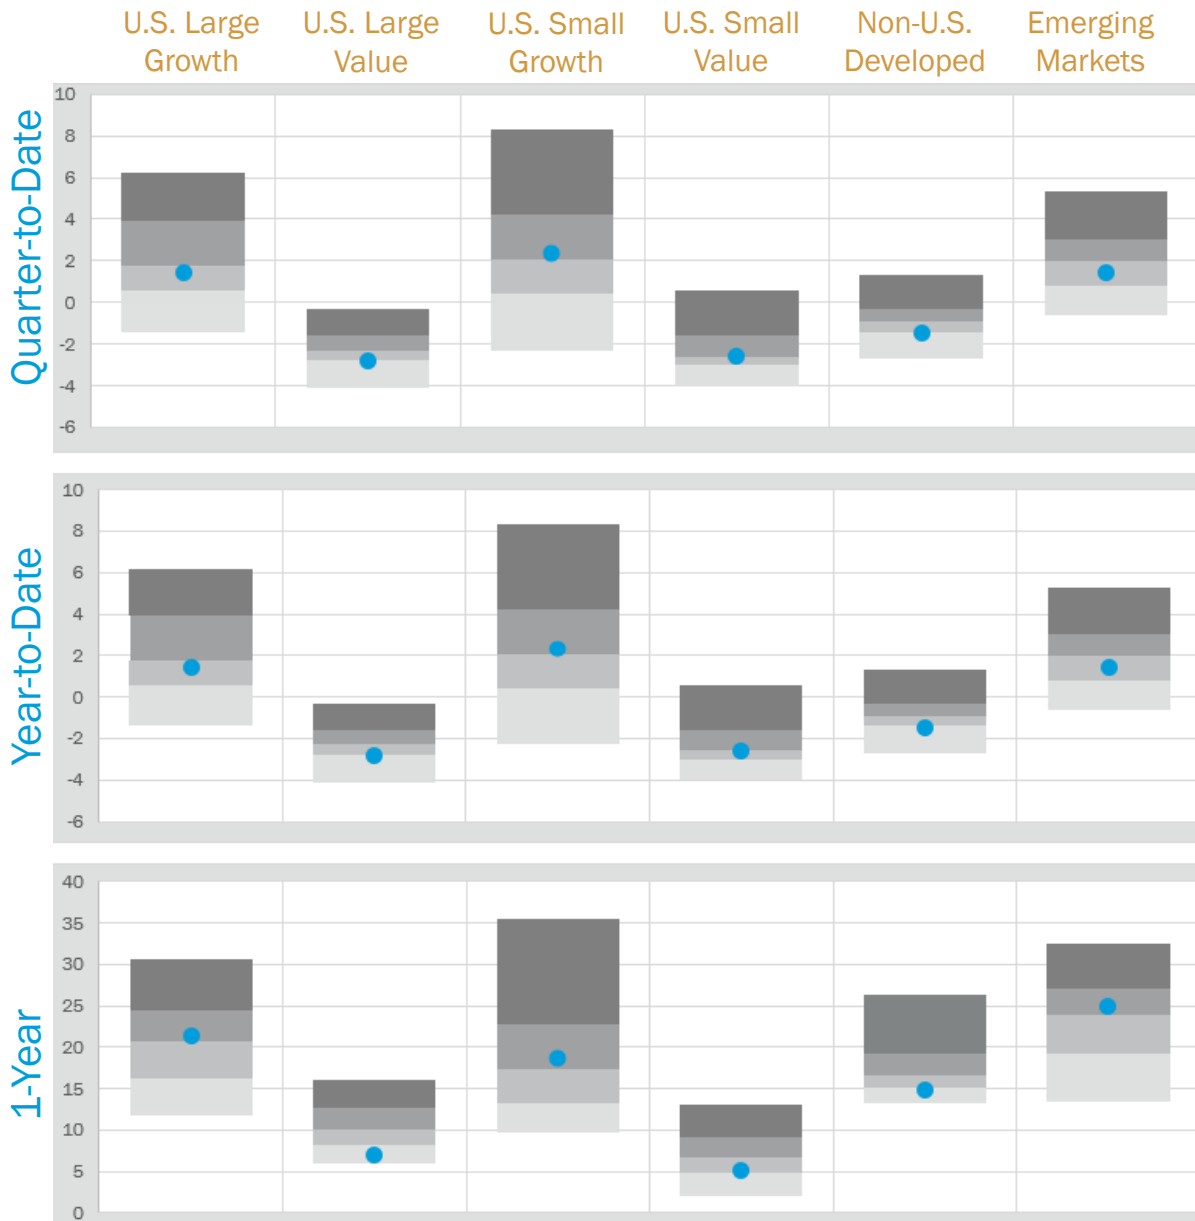 U.S. Large
Growth
U.S. Large
Value
U.S. Small
Growth
U.S. Small
Value
Non-U.S.
Developed
Emerging
Markets
Quarter-to-Date
10
8
6
4
2
0
-2
-4
-6
Year-to-Date
10
8
6
4
2
0
-2
-4
-6
1-Year
40
35
30
25
20
15
10
5
0